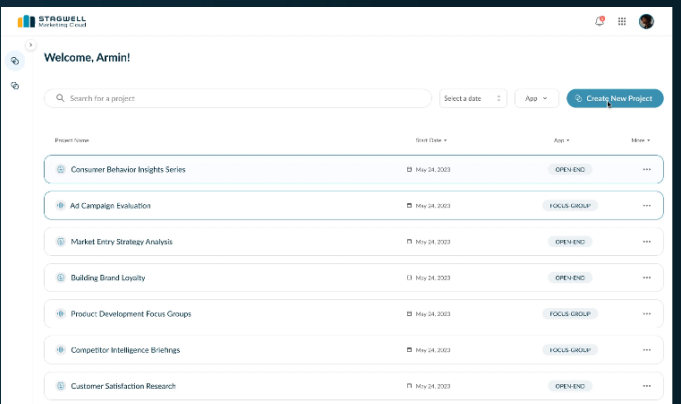 STAGWELL
Marketing Cloud
Welcome, Armin!
Search for a project
Select a date
App
Create New Project
Project Name
Start Date
App
More
Consumer Behavior Insights Series
May 24, 2023
OPEN-END
Ad Campaign Evaluation
May 24, 2023
FOCUS-GROUP
Market Entry Strategy Analysis
May 24, 2023
OPEN-END
Building Brand Loyalty
May 24, 2023
OPEN-END
Product Development Focus Groups
May 24, 2023
FOCUS-GROUP
Competitor Intelligence Briefings
May 24, 2023
FOCUS-GROUP
Customer Satisfaction Research
May 24, 2023
OPEN-END